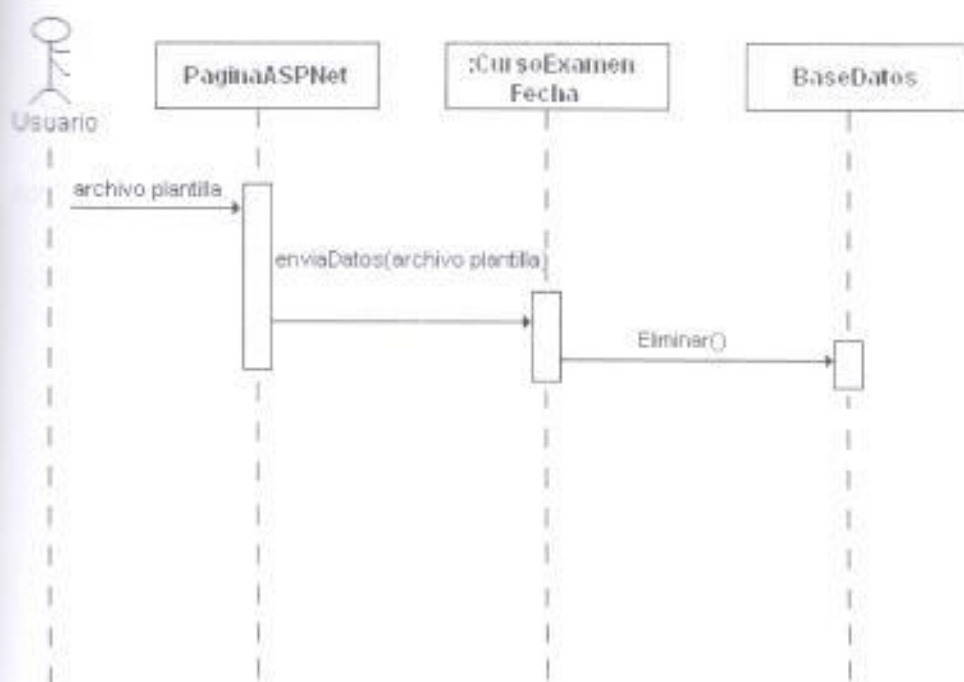 PaginaASPNet
:CursoExamen
Fecha
BaseDatos
Usuario
archivo plantilla
enviaDatos(archivo plantilla)
Eliminar()